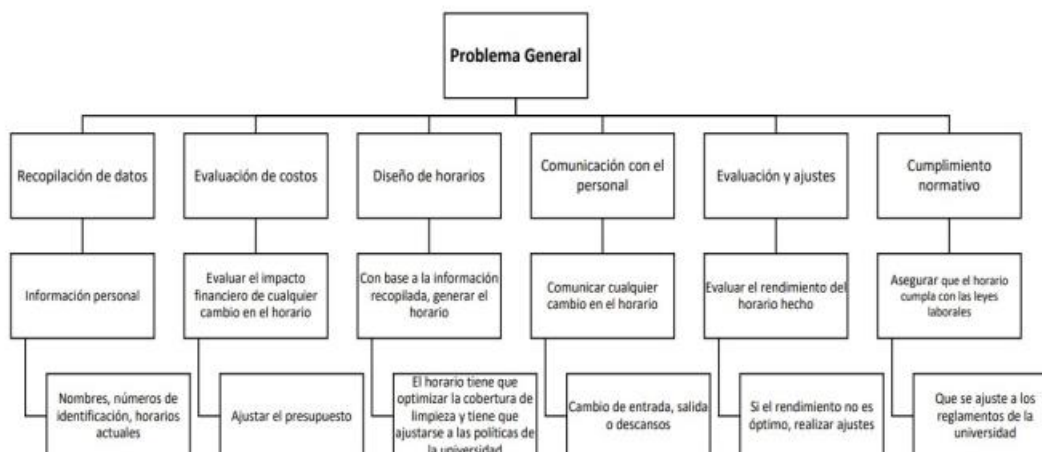 Problema General
Recopilación de datos
Evaluación de costos
Diseño de horarios
Comunicación con el
personal
Evaluación y ajustes
Cumplimiento
normativo
Información personal
Evaluar el impacto
financiero de cualquier
cambio en el horario
Con base a la información
recopilada, generar el
horario
Comunicar cualquier
cambio en el horario
Evaluar el rendimiento del
horario hecho
Asegurar que el horario
cumpla con las leyes
laborales
Nombres, números de
identificación, horarios
actuales
Ajustar el presupuesto
El horario tiene que
optimizar la cobertura de
limpieza y tiene que
ajustarse a las políticas de
la universidad
Cambio de entrada, salida
o descansos
Si el rendimiento no es
óptimo, realizar ajustes
Que se ajuste a los
reglamentos de la
universidad